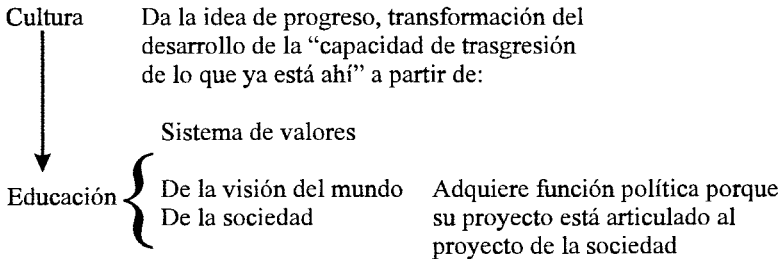 Cultura
Da la idea de progreso, transformación del
desarrollo de la “capacidad de trasgresión
de lo que ya está ahí” a partir de:
Sistema de valores
Educación
De la visión del mundo
De la sociedad
Adquiere función política porque
su proyecto está articulado al
proyecto de la sociedad